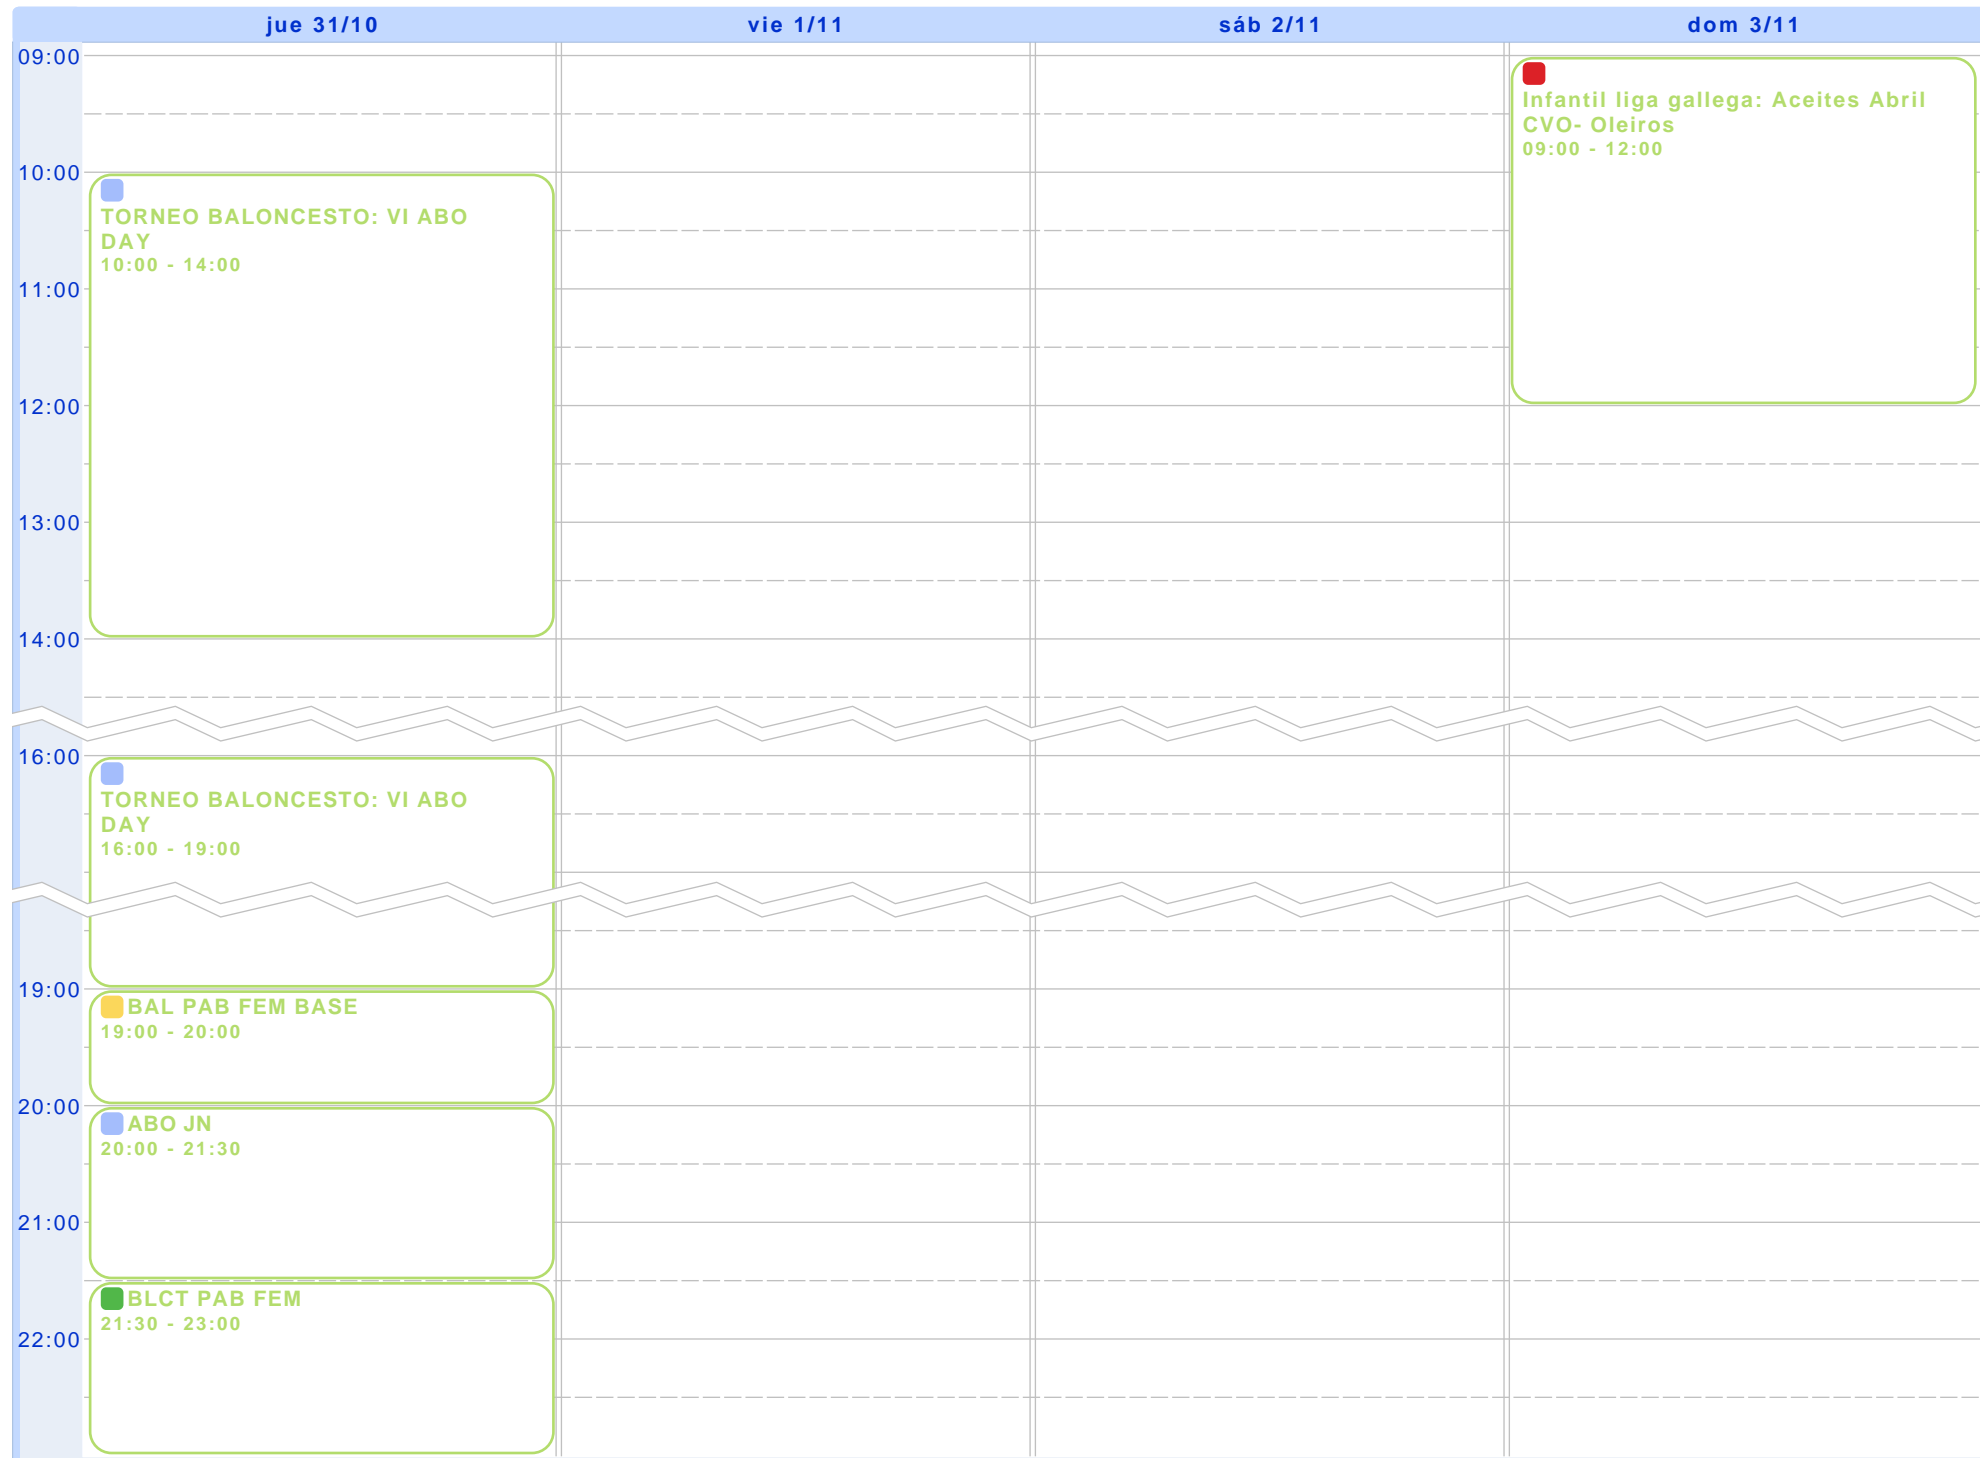 jue 31/10
vie 1/11
sáb 2/11
dom 3/11
09:00
10:00
11:00
12:00
13:00
14:00
16:00
19:00
20:00
21:00
22:00
TORNEO BALONCESTO: VI ABO
DAY
10:00 - 14:00
TORNEO BALONCESTO: VI ABO
DAY
16:00 - 19:00
BAL PAB FEM BASE
19:00 - 20:00
ABO JN
20:00 - 21:30
BLCT PAB FEM
21:30 - 23:00
Infantil liga gallega: Aceites Abril
CVO- Oleiros
09:00 - 12:00